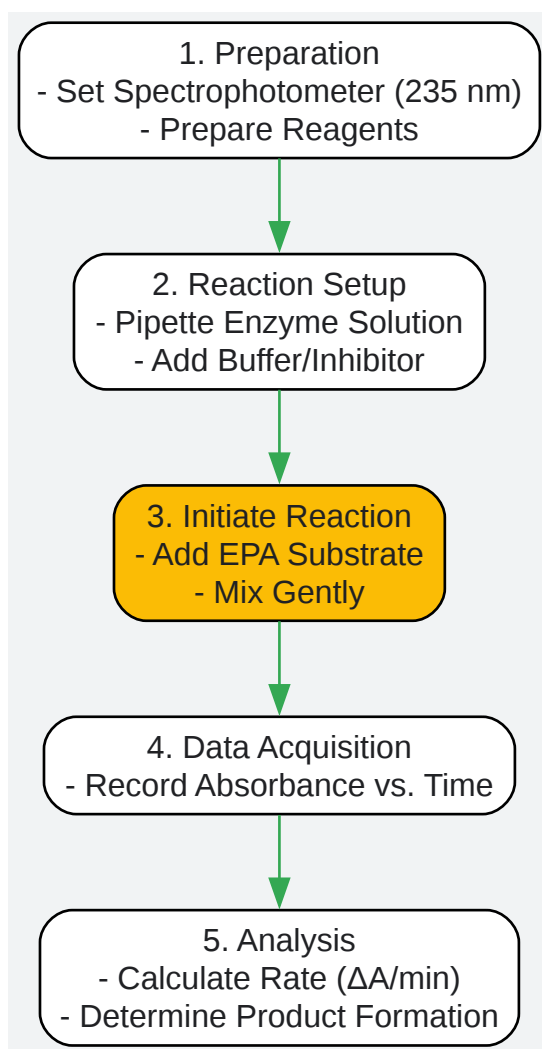 1. Preparation
- Set Spectrophotometer (235 nm)
- Prepare Reagents
2. Reaction Setup
- Pipette Enzyme Solution
- Add Buffer/Inhibitor
3. Initiate Reaction
- Add EPA Substrate
- Mix Gently
4. Data Acquisition
- Record Absorbance vs. Time
5. Analysis
- Calculate Rate (ΔA/min)
- Determine Product Formation